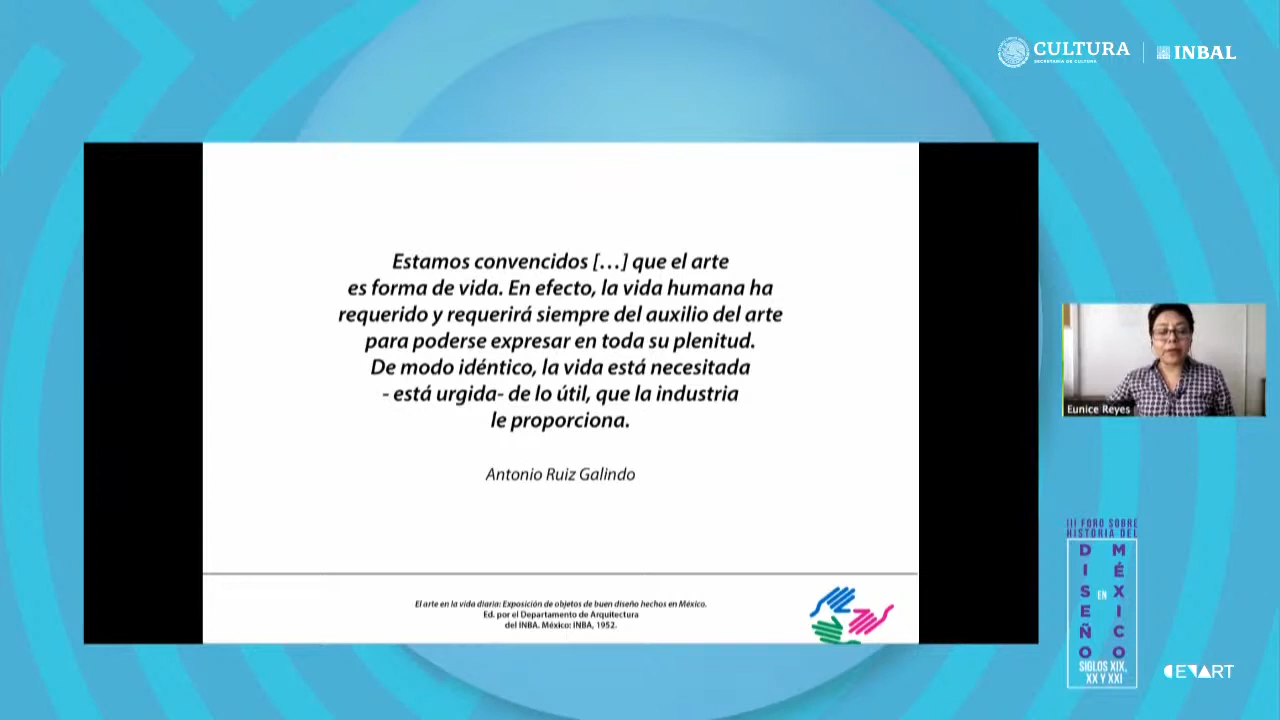 CULTURA
SECRETARÍA DE CULTURA
INBAL
Estamos convencidos [...] que el arte
es forma de vida. En efecto, la vida humana ha
requerido y requerirá siempre del auxilio del arte
para poderse expresar en toda su plenitud.
De modo idéntico, la vida está necesitada
- está urgida- de lo útil, que la industria
le proporciona.
Antonio Ruiz Galindo
El arte en la vida diaria: Exposición de objetos de buen diseño hechos en México.
Ed. por el Departamento de Arquitectura
del INBA. México: INBA, 1952.
Eunice Reyes
III FORO SOBRE
HISTORIA DEL
DISEÑO
EN
MÉXICO
SIGLOS XIX,
XX Y XXI
CENART